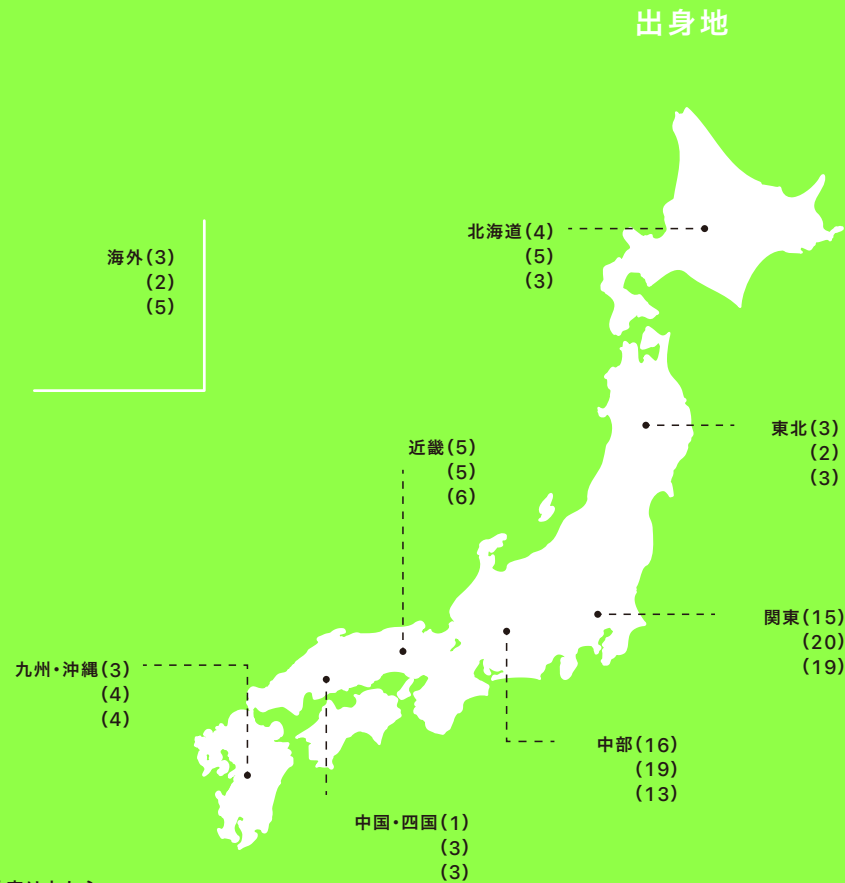 出身地
北海道(4)
(5)
(3)
海外(3)
(2)
(5)
東北(3)
(2)
(3)
近畿(5)
(5)
(6)
関東(15)
(20)
(19)
九州・沖縄(3)
(4)
(4)
中部(16)
(19)
(13)
中国・四国(1)
(3)
(3)